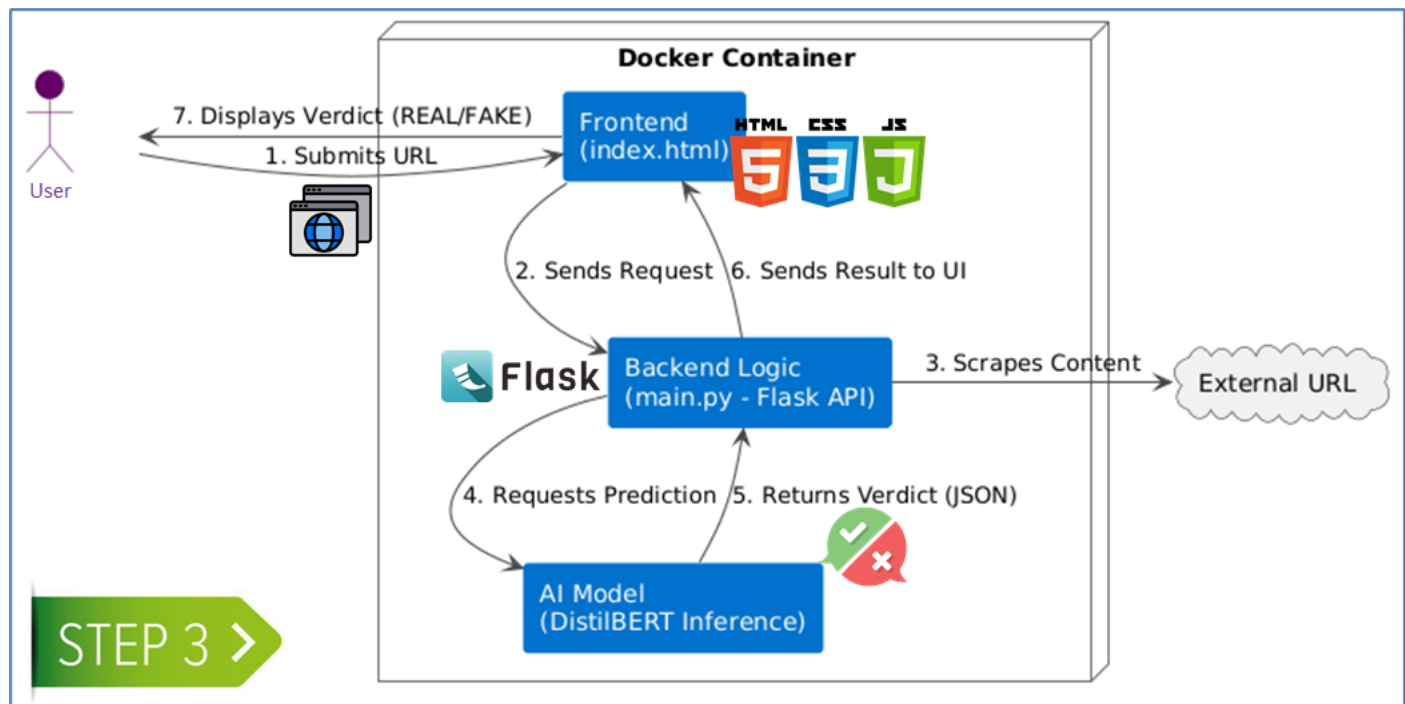 Docker Container
7. Displays Verdict (REAL/FAKE)
1. Submits URL
User
Frontend
(index.html)
HTML CSS JS
5 3 J
2. Sends Request
6. Sends Result to UI
Flask
Backend Logic
(main.py - Flask API)
3. Scrapes Content
External URL
4. Requests Prediction
5. Returns Verdict (JSON)
AI Model
(DistilBERT Inference)
STEP 3